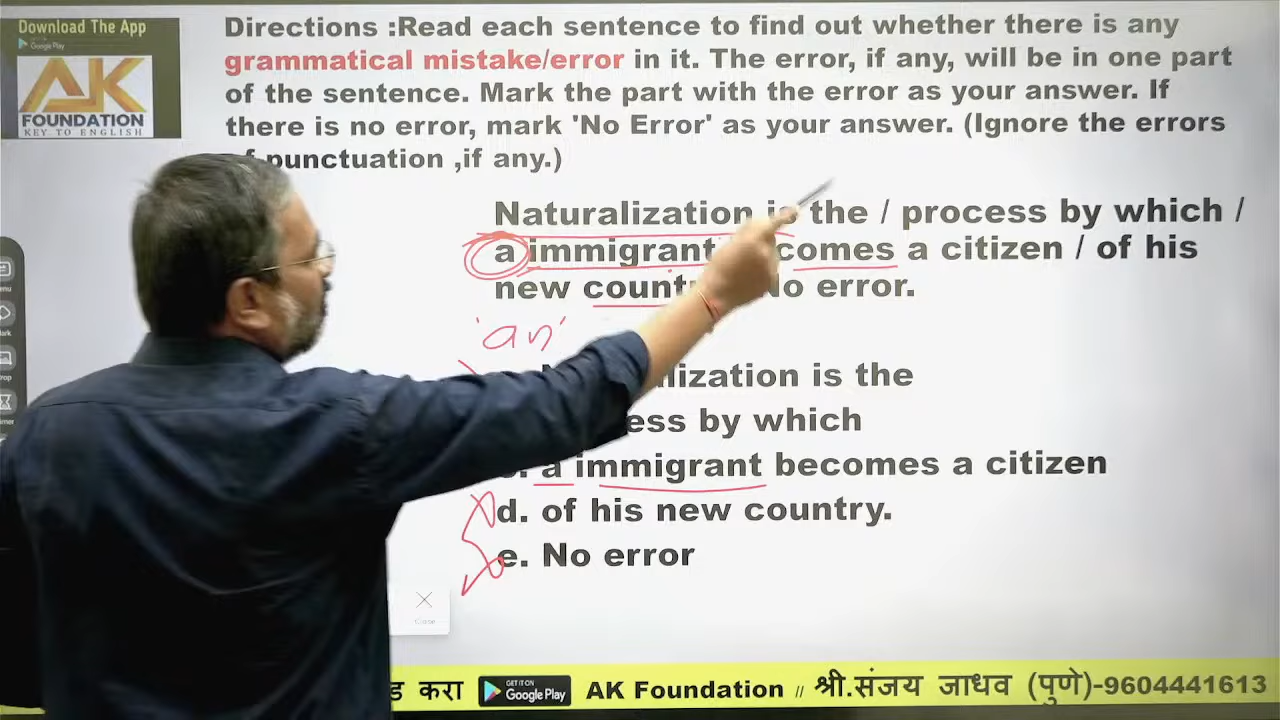 Download The App
Google Play
AK
FOUNDATION
KEY TO ENGLISH
Directions :Read each sentence to find out whether there is any
grammatical mistake/error in it. The error, if any, will be in one part
of the sentence. Mark the part with the error as your answer. If
there is no error, mark 'No Error' as your answer. (Ignore the errors
punctuation ,if any.)
Naturalization is the / process by which /
a immigrant comes a citizen / of his
new No error.
'an'
is the
by which
a immigrant becomes a citizen
d. of his new country.
e. No error
Close
करा
GET IT ON
Google Play
AK Foundation // श्री.संजय जाधव (पुणे)-9604441613